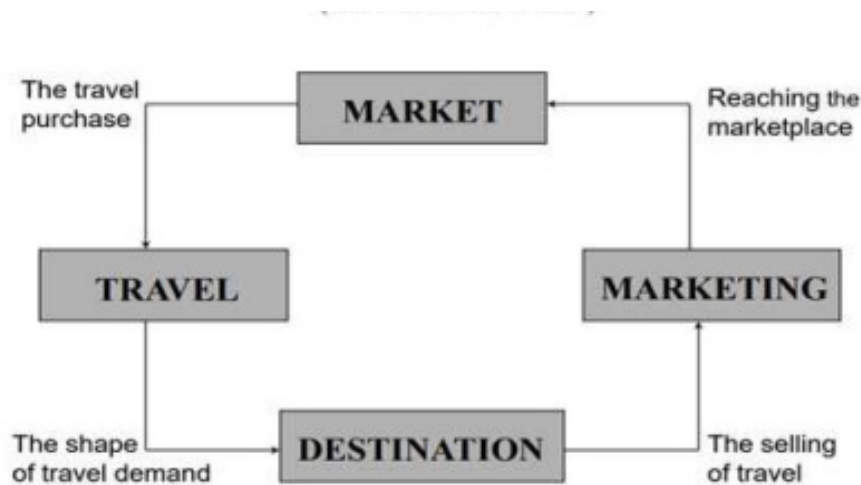 The travel
purchase
MARKET
Reaching the
marketplace
TRAVEL
MARKETING
The shape
of travel demand
DESTINATION
The selling
of travel